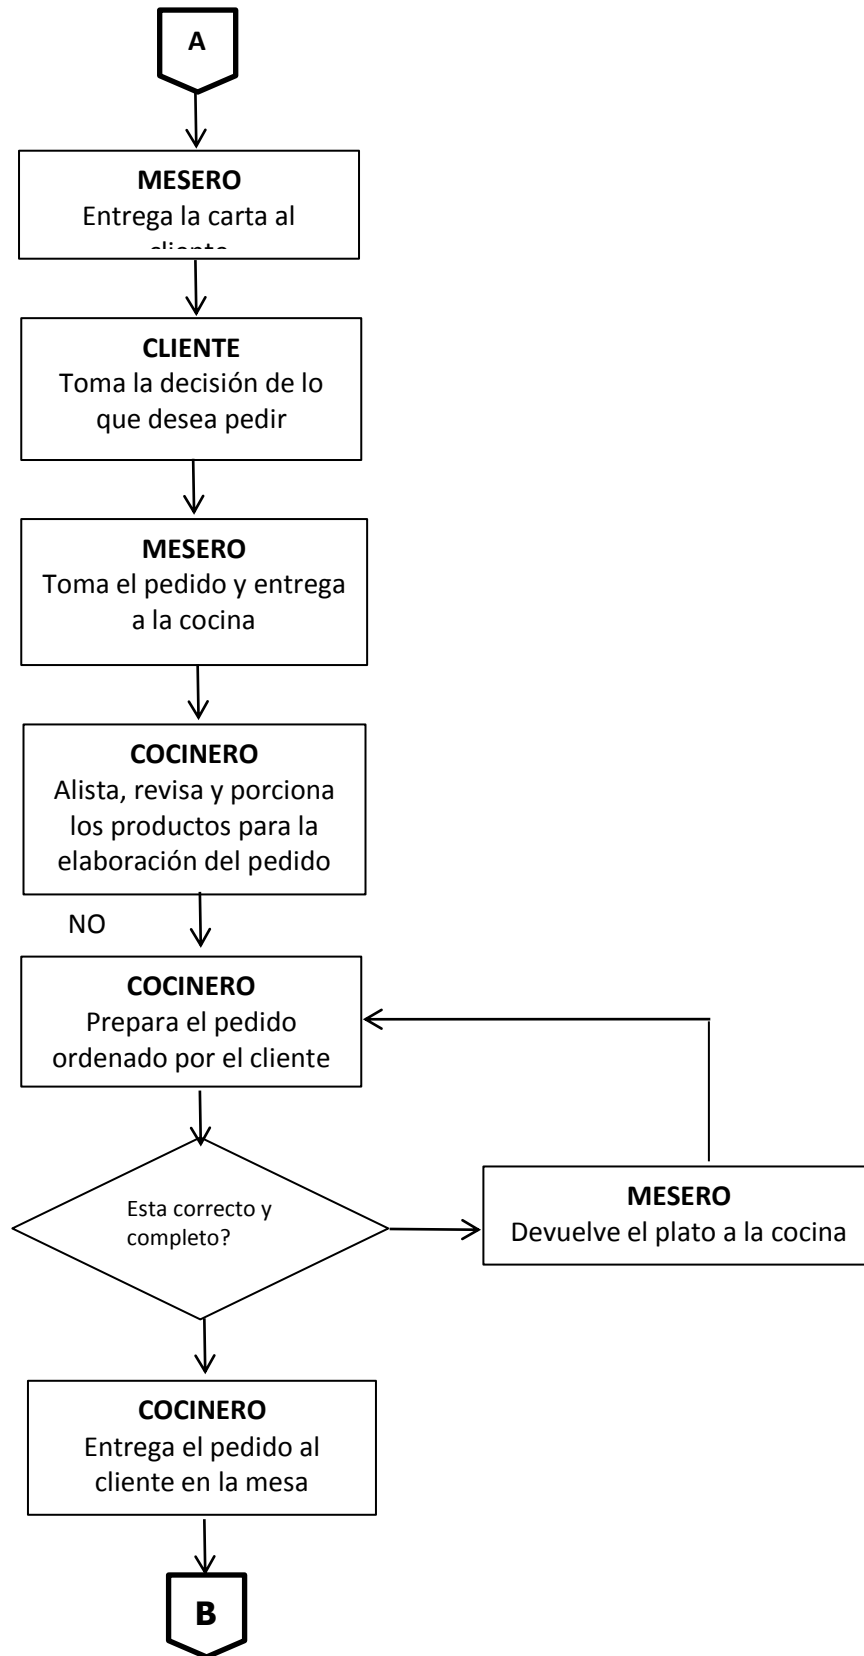 A
MESERO
Entrega la carta al
CLIENTE
Toma la decisión de lo
que desea pedir
MESERO
Toma el pedido y entrega
a la cocina
COCINERO
Alista, revisa y porciona
los productos para la
elaboración del pedido
NO
COCINERO
Prepara el pedido
ordenado por el cliente
Esta correcto y
completo?
MESERO
Devuelve el plato a la cocina
COCINERO
Entrega el pedido al
cliente en la mesa
B